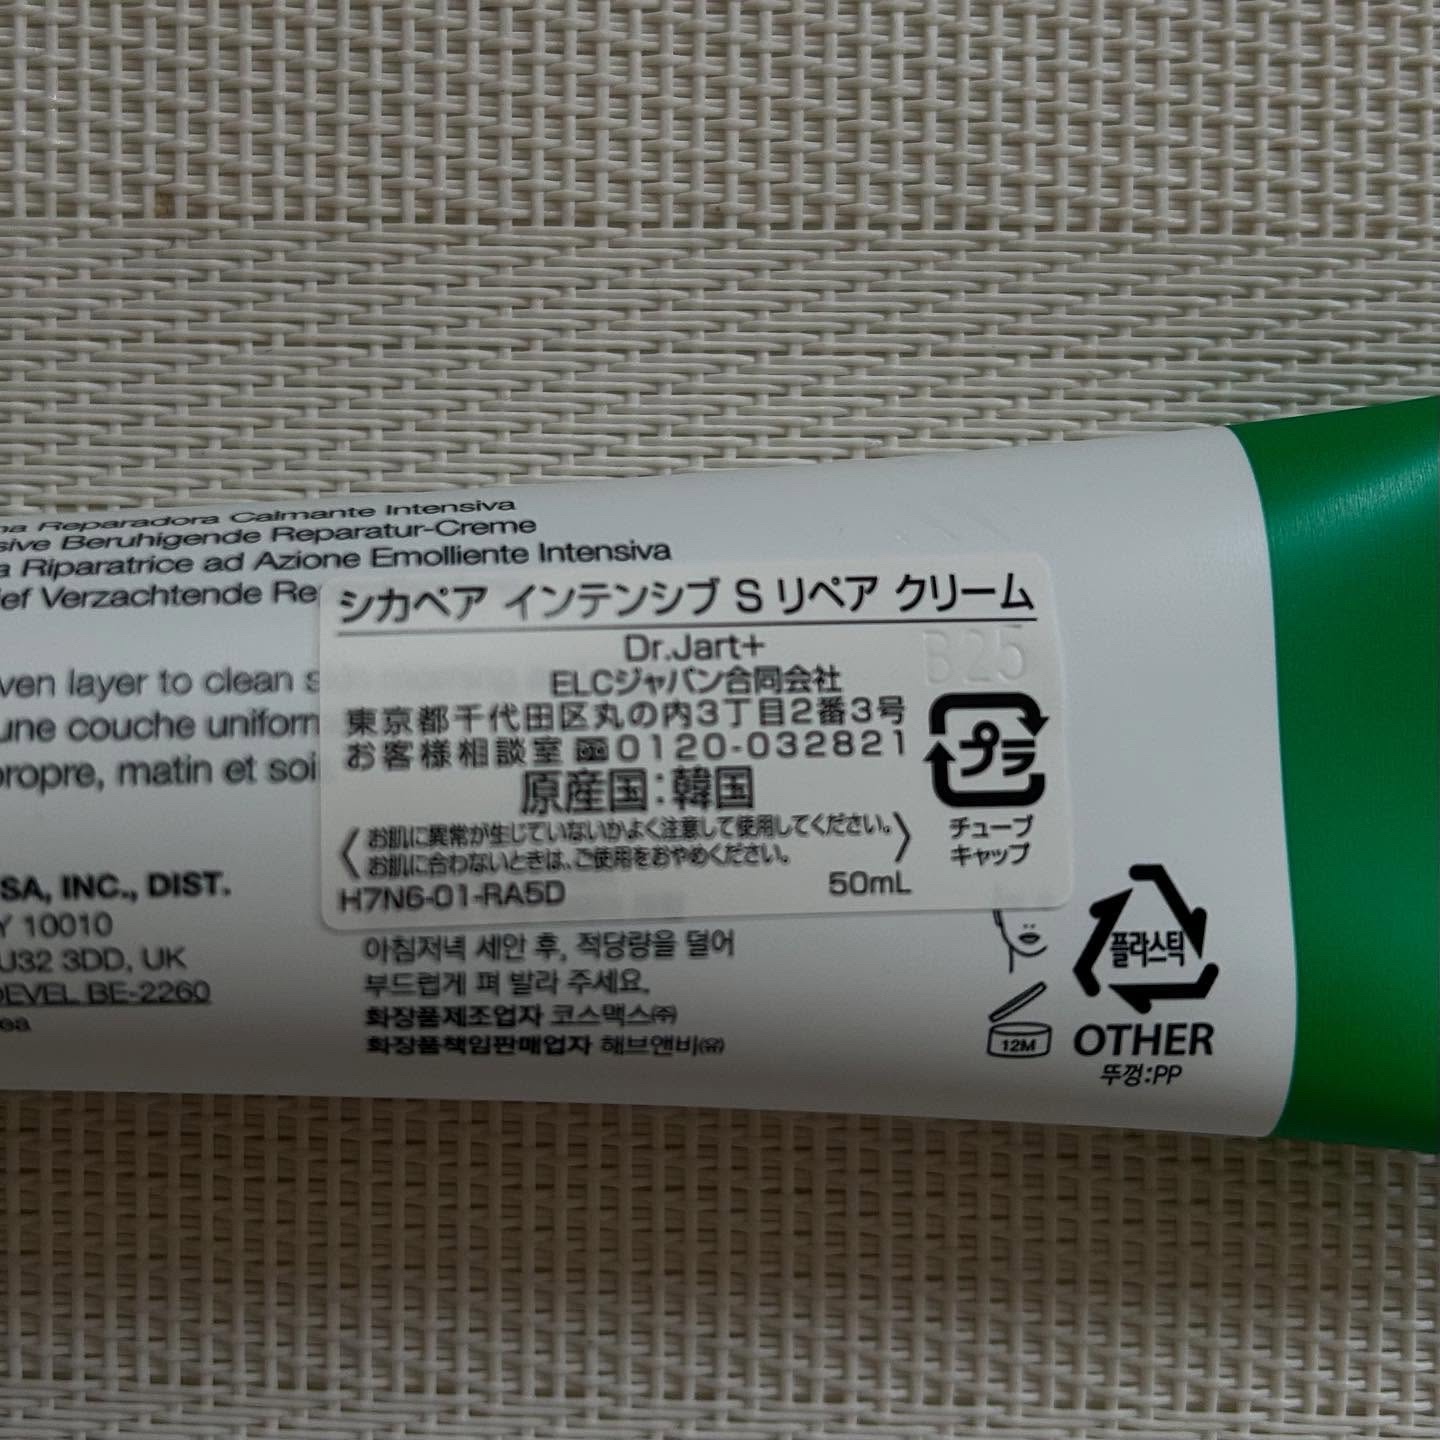 Reparadora Calmante Intensiva
Beruhigende Reparatur-Creme
Riparatrice ad Azione Emolliente Intensiva
Verzachtende Re
シカペア インテンシブ S リペア クリーム
Dr.Jart+
B25
ELCジャパン合同会社
東京都千代田区丸の内3丁目2番3号
お客様相談室 0120-032821
原産国:韓国
〈お肌に異常が生じていないかよく注意して使用してください。
お肌に合わないときは、ご使用をおやめください。〉
H7N6-01-RA5D 50mL
プラ
チューブ
キャップ
ven layer to clean s
une couche uniform
propre, matin et soi
SA, INC., DIST.
Y 10010
U32 3DD, UK
DEVEL BE-2260
ea
아침저녁 세안 후, 적당량을 덜어
부드럽게 펴 발라 주세요.
화장품제조업자 코스맥스㈜
화장품책임판매업자 해브앤비(유)
12M
플라스틱
OTHER
뚜껑:PP